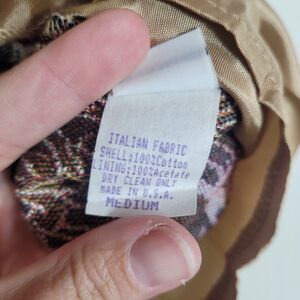 ITALIAN FABRIC
SHELL:100%Cotton
LINING:100%Acetate
DRY CLEAN ONLY
MADE IN U.S.A.
MEDIUM